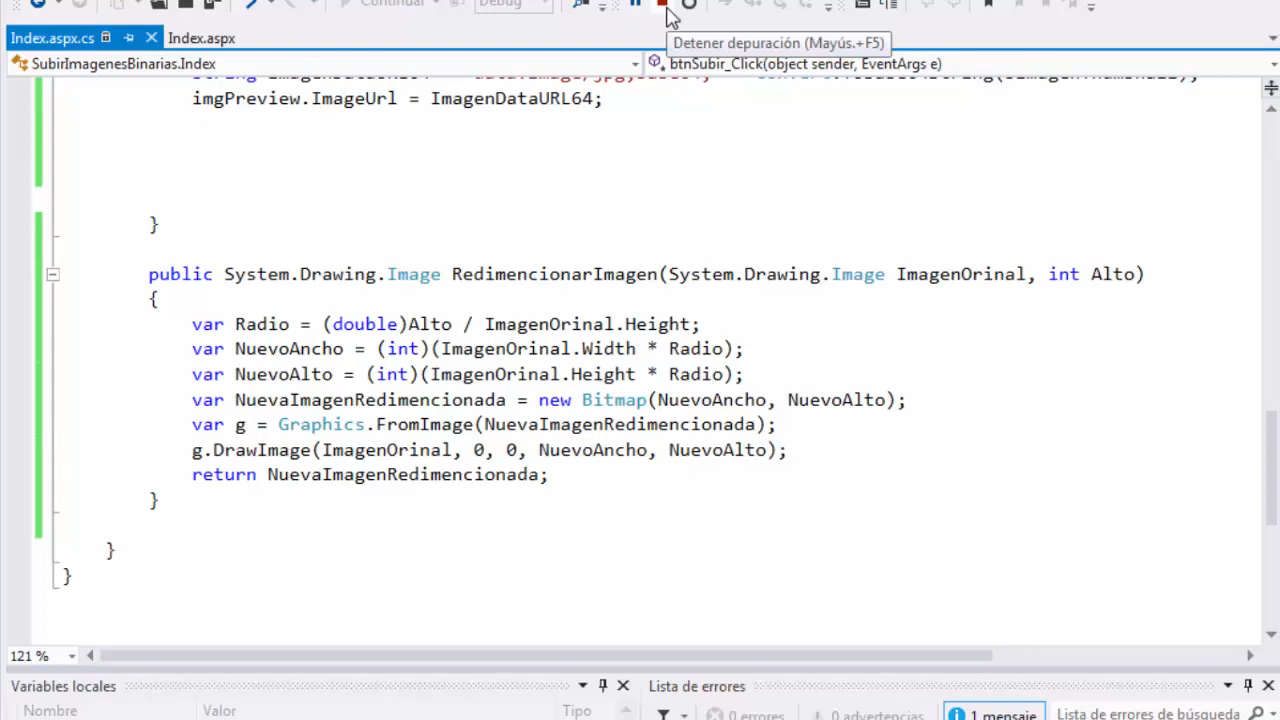 Continuar
Debug
Index.aspx.cs
Index.aspx
Detener depuración (Mayús.+F5)
SubirImagenesBinarias.Index
btnSubir_Click(object sender, EventArgs e)
imgPreview.ImageUrl = ImagenDataURL64;
}
public System.Drawing.Image RedimencionarImagen(System.Drawing.Image ImagenOrinal, int Alto)
{
var Radio = (double)Alto / ImagenOrinal.Height;
var NuevoAncho = (int)(ImagenOrinal.Width * Radio);
var NuevoAlto = (int)(ImagenOrinal.Height * Radio);
var NuevaImagenRedimencionada = new Bitmap(NuevoAncho, NuevoAlto);
var g = Graphics.FromImage(NuevaImagenRedimencionada);
g.DrawImage(ImagenOrinal, 0, 0, NuevoAncho, NuevoAlto);
return NuevaImagenRedimencionada;
}
}
}
121 %
Variables locales
Lista de errores
Nombre Valor Tipo
0 errores 0 advertencias 1 mensaje Lista de errores de búsqueda